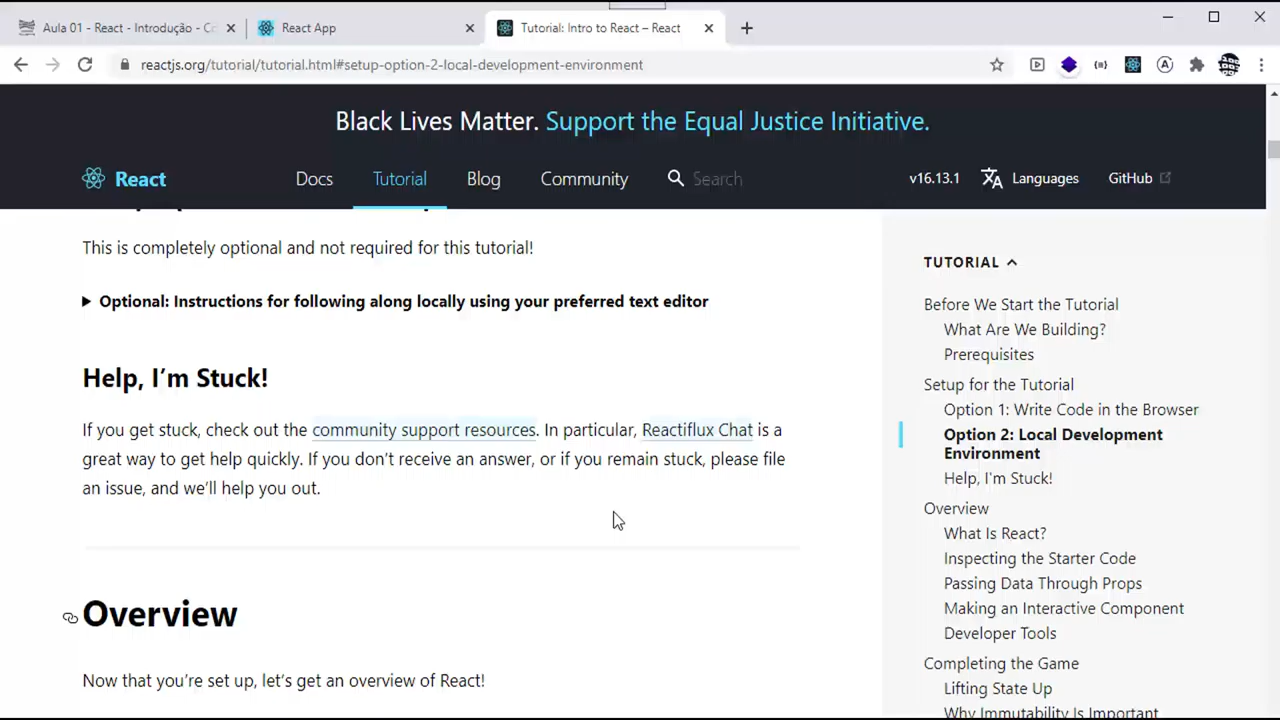 Aula 01 - React - Introdução - C
React App
Tutorial: Intro to React – React
reactjs.org/tutorial/tutorial.html#setup-option-2-local-development-environment
Black Lives Matter. Support the Equal Justice Initiative.
React
Docs
Tutorial
Blog
Community
Search
v16.13.1
Languages
GitHub
This is completely optional and not required for this tutorial!
Optional: Instructions for following along locally using your preferred text editor
Help, I’m Stuck!
If you get stuck, check out the community support resources. In particular, Reactiflux Chat is a
great way to get help quickly. If you don’t receive an answer, or if you remain stuck, please file
an issue, and we’ll help you out.
Overview
Now that you’re set up, let’s get an overview of React!
TUTORIAL
Before We Start the Tutorial
What Are We Building?
Prerequisites
Setup for the Tutorial
Option 1: Write Code in the Browser
Option 2: Local Development
Environment
Help, I'm Stuck!
Overview
What Is React?
Inspecting the Starter Code
Passing Data Through Props
Making an Interactive Component
Developer Tools
Completing the Game
Lifting State Up
Why Immutability Is Important